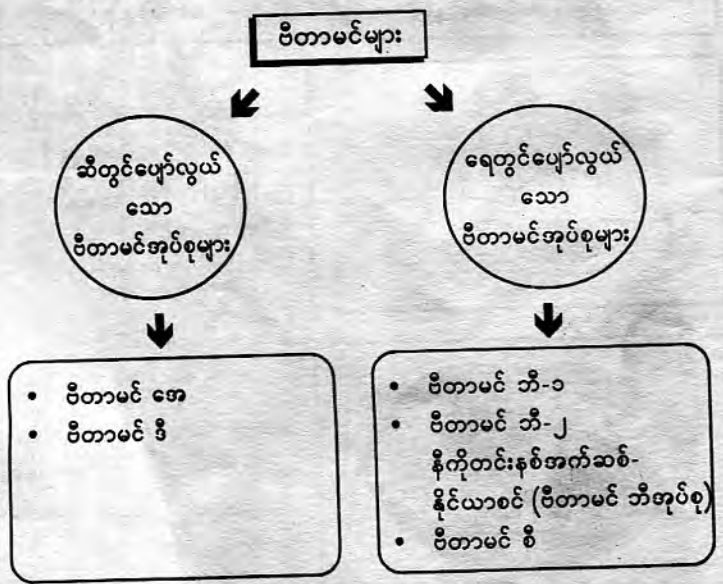 ဗီတာမင်များ
ဆီတွင်ပျော်လွယ်
သော
ဗီတာမင်အုပ်စုများ
ရေတွင်ပျော်လွယ်
သော
ဗီတာမင်အုပ်စုများ
• ဗီတာမင် အေ
• ဗီတာမင် ဒီ
• ဗီတာမင် ဘီ-၁
• ဗီတာမင် ဘီ-၂
နီကိုတင်းနစ်အက်ဆစ်-
နိုင်ယာစင် (ဗီတာမင် ဘီအုပ်စု)
• ဗီတာမင် စီ